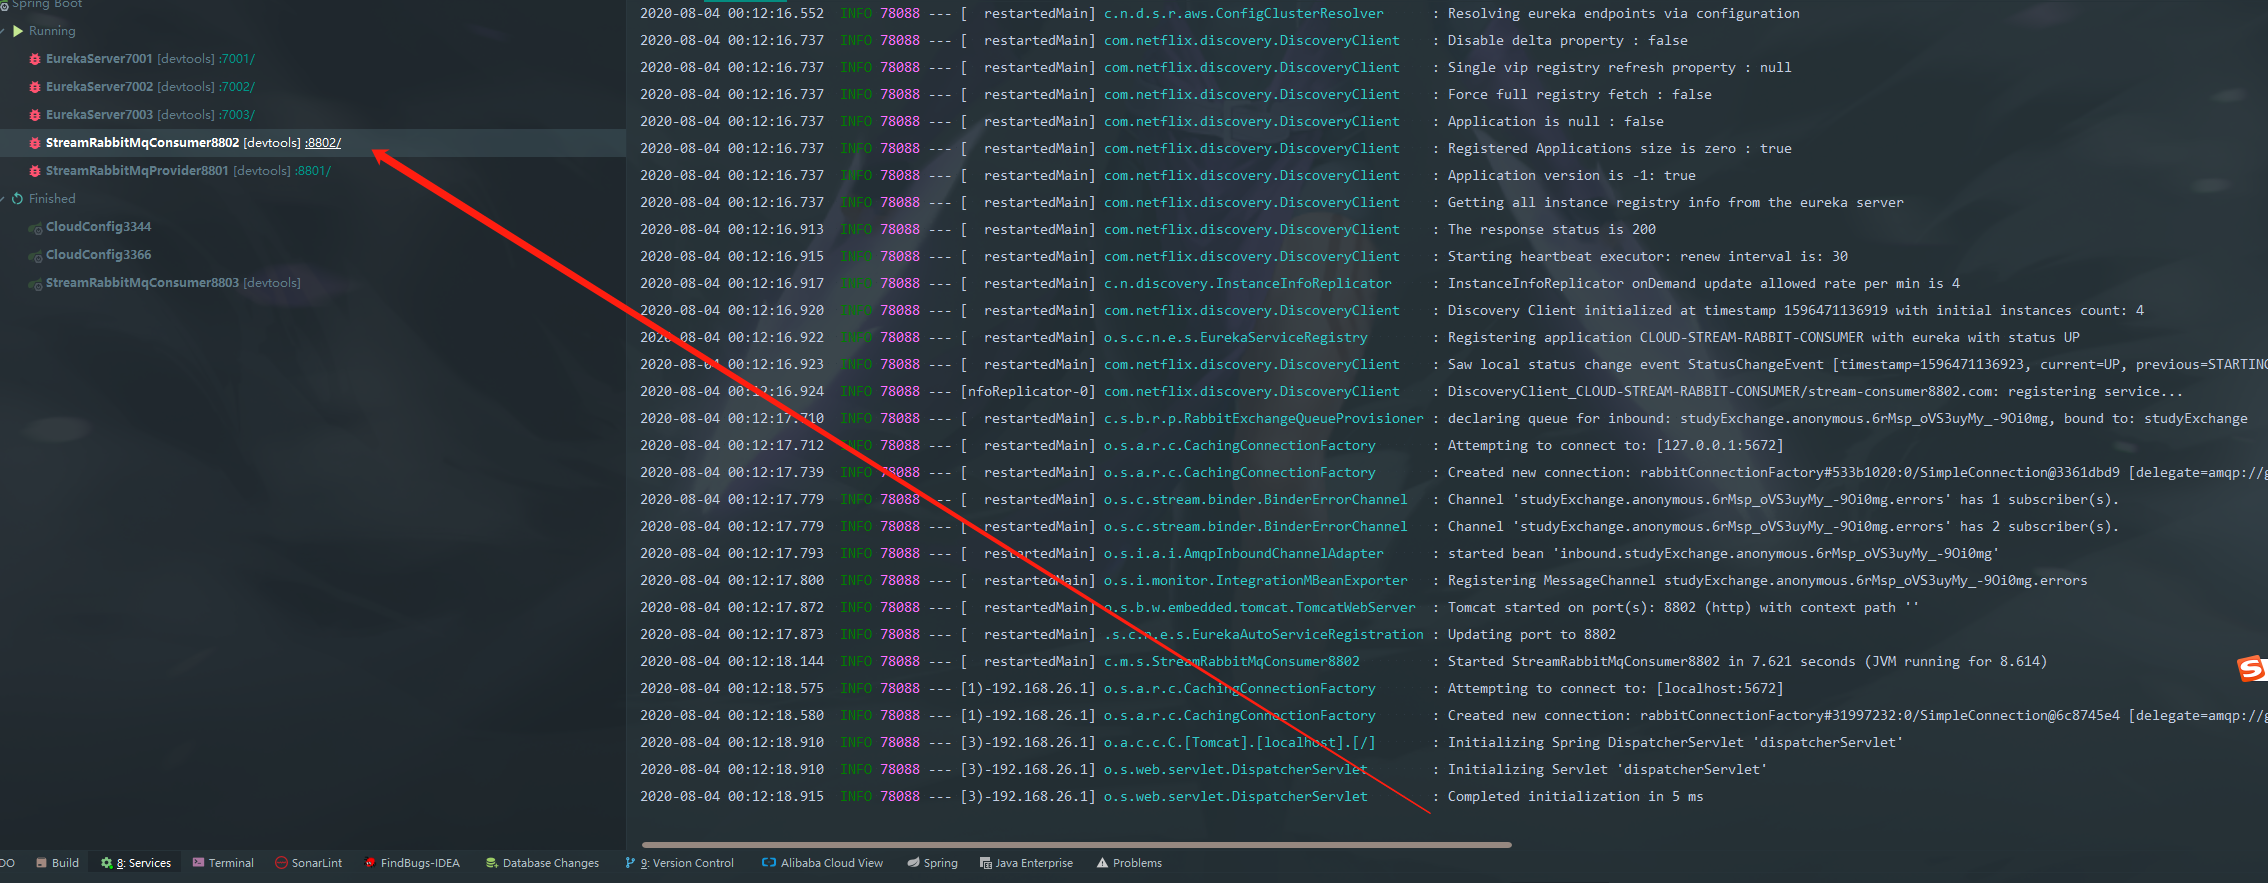 Spring Boot
Running
EurekaServer7001 [devtools] :7001/
EurekaServer7002 [devtools] :7002/
EurekaServer7003 [devtools] :7003/
StreamRabbitMqConsumer8802 [devtools] :8802/
StreamRabbitMqProvider8801 [devtools] :8801/
Finished
CloudConfig3344
CloudConfig3366
StreamRabbitMqConsumer8803 [devtools]
2020-08-04 00:12:16.552 INFO 78088 --- [ restartedMain] c.n.d.s.r.aws.ConfigClusterResolver : Resolving eureka endpoints via configuration
2020-08-04 00:12:16.737 INFO 78088 --- [ restartedMain] com.netflix.discovery.DiscoveryClient : Disable delta property : false
2020-08-04 00:12:16.737 INFO 78088 --- [ restartedMain] com.netflix.discovery.DiscoveryClient : Single vip registry refresh property : null
2020-08-04 00:12:16.737 INFO 78088 --- [ restartedMain] com.netflix.discovery.DiscoveryClient : Force full registry fetch : false
2020-08-04 00:12:16.737 INFO 78088 --- [ restartedMain] com.netflix.discovery.DiscoveryClient : Application is null : false
2020-08-04 00:12:16.737 INFO 78088 --- [ restartedMain] com.netflix.discovery.DiscoveryClient : Registered Applications size is zero : true
2020-08-04 00:12:16.737 INFO 78088 --- [ restartedMain] com.netflix.discovery.DiscoveryClient : Application version is -1: true
2020-08-04 00:12:16.737 INFO 78088 --- [ restartedMain] com.netflix.discovery.DiscoveryClient : Getting all instance registry info from the eureka server
2020-08-04 00:12:16.913 INFO 78088 --- [ restartedMain] com.netflix.discovery.DiscoveryClient : The response status is 200
2020-08-04 00:12:16.915 INFO 78088 --- [ restartedMain] com.netflix.discovery.DiscoveryClient : Starting heartbeat executor: renew interval is: 30
2020-08-04 00:12:16.917 INFO 78088 --- [ restartedMain] c.n.discovery.InstanceInfoReplicator : InstanceInfoReplicator onDemand update allowed rate per min is 4
2020-08-04 00:12:16.920 INFO 78088 --- [ restartedMain] com.netflix.discovery.DiscoveryClient : Discovery Client initialized at timestamp 1596471136919 with initial instances count: 4
2020-08-04 00:12:16.922 INFO 78088 --- [ restartedMain] o.s.c.n.e.s.EurekaServiceRegistry : Registering application CLOUD-STREAM-RABBIT-CONSUMER with eureka with status UP
2020-08-04 00:12:16.923 INFO 78088 --- [ restartedMain] com.netflix.discovery.DiscoveryClient : Saw local status change event StatusChangeEvent [timestamp=1596471136923, current=UP, previous=STARTING
2020-08-04 00:12:16.924 INFO 78088 --- [nfoReplicator-0] com.netflix.discovery.DiscoveryClient : DiscoveryClient_CLOUD-STREAM-RABBIT-CONSUMER/stream-consumer8802.com: registering service...
2020-08-04 00:12:17.710 INFO 78088 --- [ restartedMain] c.s.b.r.p.RabbitExchangeQueueProvisioner : declaring queue for inbound: studyExchange.anonymous.6rMsp_oVS3uyMy_-9Oi0mg, bound to: studyExchange
2020-08-04 00:12:17.712 INFO 78088 --- [ restartedMain] o.s.a.r.c.CachingConnectionFactory : Attempting to connect to: [127.0.0.1:5672]
2020-08-04 00:12:17.739 INFO 78088 --- [ restartedMain] o.s.a.r.c.CachingConnectionFactory : Created new connection: rabbitConnectionFactory#533b1020:0/SimpleConnection@3361dbd9 [delegate=amqp://g
2020-08-04 00:12:17.779 INFO 78088 --- [ restartedMain] o.s.c.stream.binder.BinderErrorChannel : Channel 'studyExchange.anonymous.6rMsp_oVS3uyMy_-9Oi0mg.errors' has 1 subscriber(s).
2020-08-04 00:12:17.779 INFO 78088 --- [ restartedMain] o.s.c.stream.binder.BinderErrorChannel : Channel 'studyExchange.anonymous.6rMsp_oVS3uyMy_-9Oi0mg.errors' has 2 subscriber(s).
2020-08-04 00:12:17.793 INFO 78088 --- [ restartedMain] o.s.i.a.i.AmqpInboundChannelAdapter : started bean 'inbound.studyExchange.anonymous.6rMsp_oVS3uyMy_-9Oi0mg'
2020-08-04 00:12:17.800 INFO 78088 --- [ restartedMain] o.s.i.monitor.IntegrationMBeanExporter : Registering MessageChannel studyExchange.anonymous.6rMsp_oVS3uyMy_-9Oi0mg.errors
2020-08-04 00:12:17.872 INFO 78088 --- [ restartedMain] o.s.b.w.embedded.tomcat.TomcatWebServer : Tomcat started on port(s): 8802 (http) with context path ''
2020-08-04 00:12:17.873 INFO 78088 --- [ restartedMain] .s.c.n.e.s.EurekaAutoServiceRegistration : Updating port to 8802
2020-08-04 00:12:18.144 INFO 78088 --- [ restartedMain] c.m.s.StreamRabbitMqConsumer8802 : Started StreamRabbitMqConsumer8802 in 7.621 seconds (JVM running for 8.614)
2020-08-04 00:12:18.575 INFO 78088 --- [1)-192.168.26.1] o.s.a.r.c.CachingConnectionFactory : Attempting to connect to: [localhost:5672]
2020-08-04 00:12:18.580 INFO 78088 --- [1)-192.168.26.1] o.s.a.r.c.CachingConnectionFactory : Created new connection: rabbitConnectionFactory#31997232:0/SimpleConnection@6c8745e4 [delegate=amqp://g
2020-08-04 00:12:18.910 INFO 78088 --- [3)-192.168.26.1] o.a.c.c.C.[Tomcat].[localhost].[/] : Initializing Spring DispatcherServlet 'dispatcherServlet'
2020-08-04 00:12:18.910 INFO 78088 --- [3)-192.168.26.1] o.s.web.servlet.DispatcherServlet : Initializing Servlet 'dispatcherServlet'
2020-08-04 00:12:18.915 INFO 78088 --- [3)-192.168.26.1] o.s.web.servlet.DispatcherServlet : Completed initialization in 5 ms
DO Build 8: Services Terminal SonarLint FindBugs-IDEA Database Changes 9: Version Control Alibaba Cloud View Spring Java Enterprise Problems